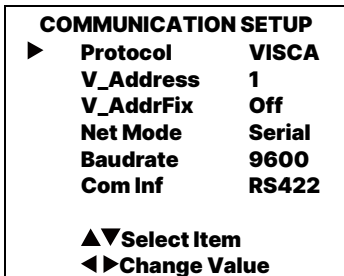 COMMUNICATION SETUP
▶ Protocol VISCA
V_Address 1
V_AddrFix Off
Net Mode Serial
Baudrate 9600
Com Inf RS422
▲▼Select Item
◀▶Change Value